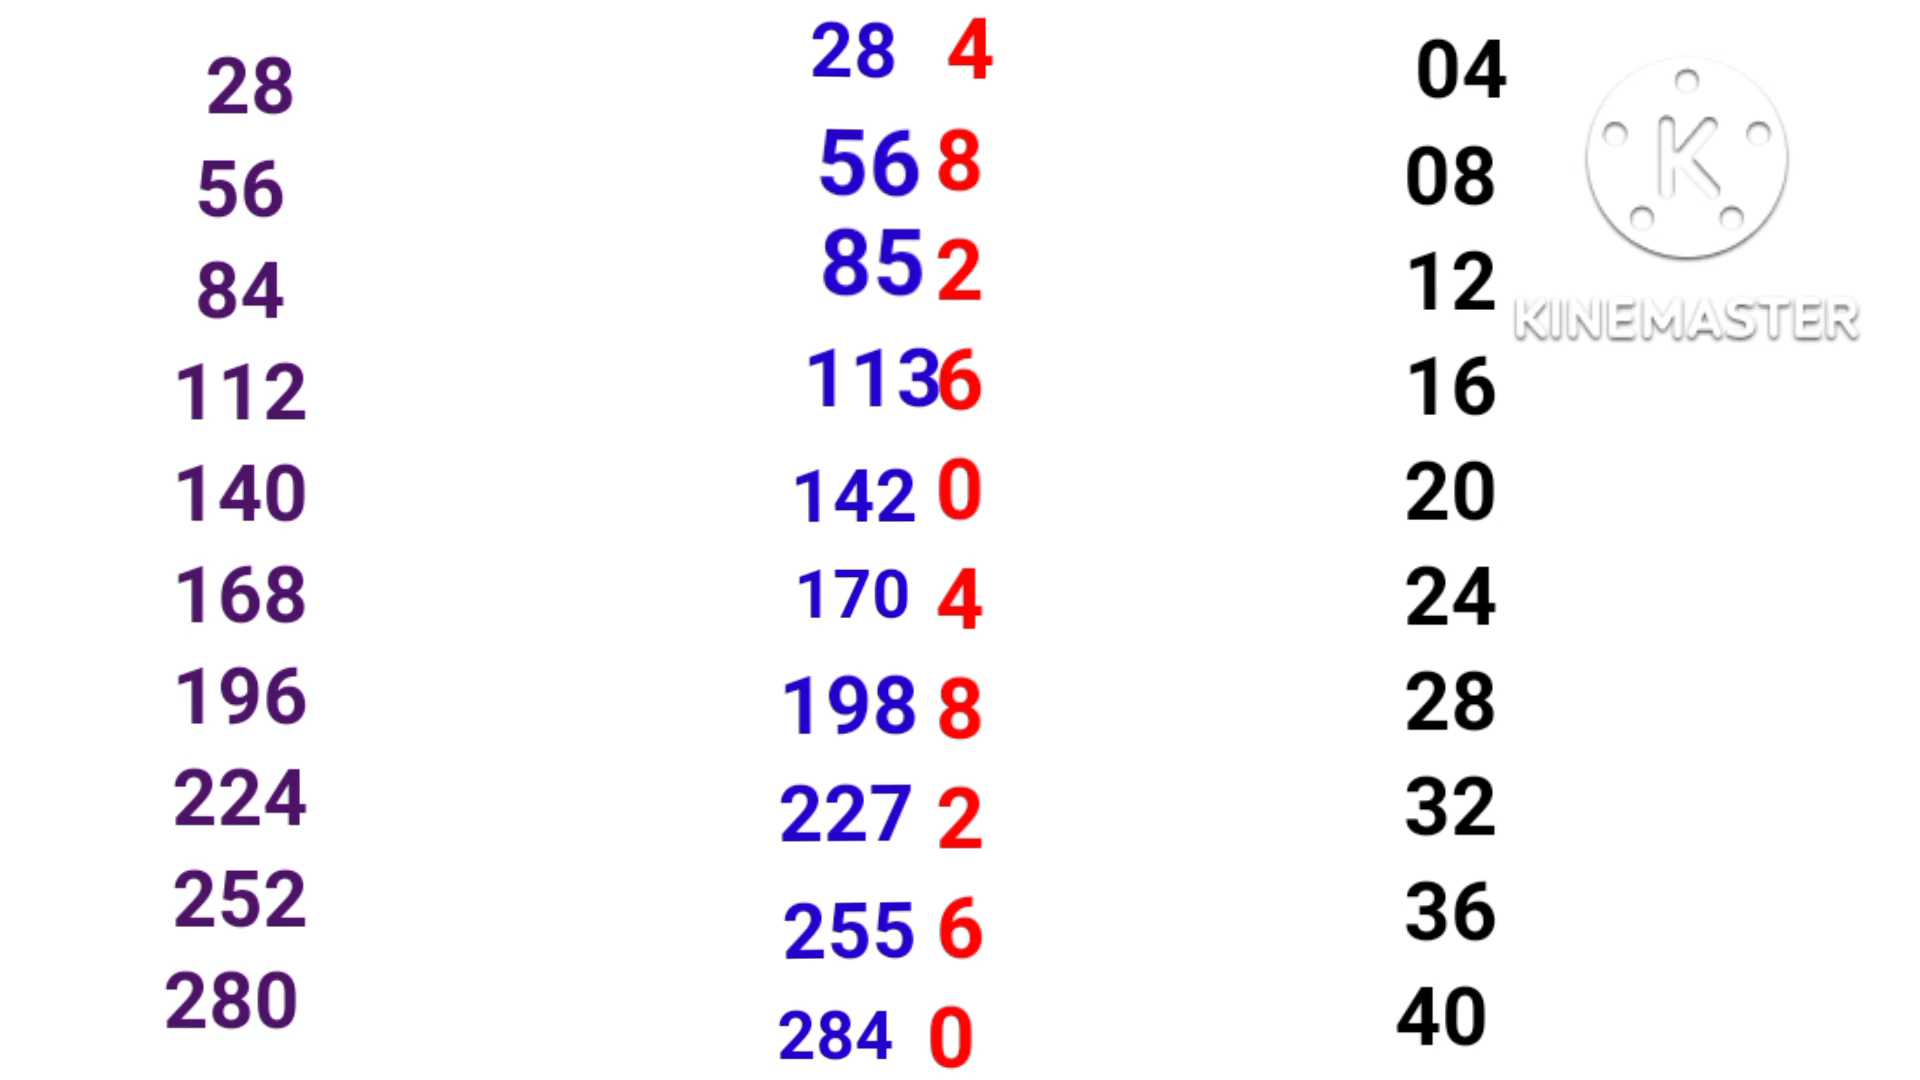 28 28 4 04
56 56 8 08
84 85 2 12
112 113 6 16
140 142 0 20
168 170 4 24
196 198 8 28
224 227 2 32
252 255 6 36
280 284 0 40
K
KINEMASTER